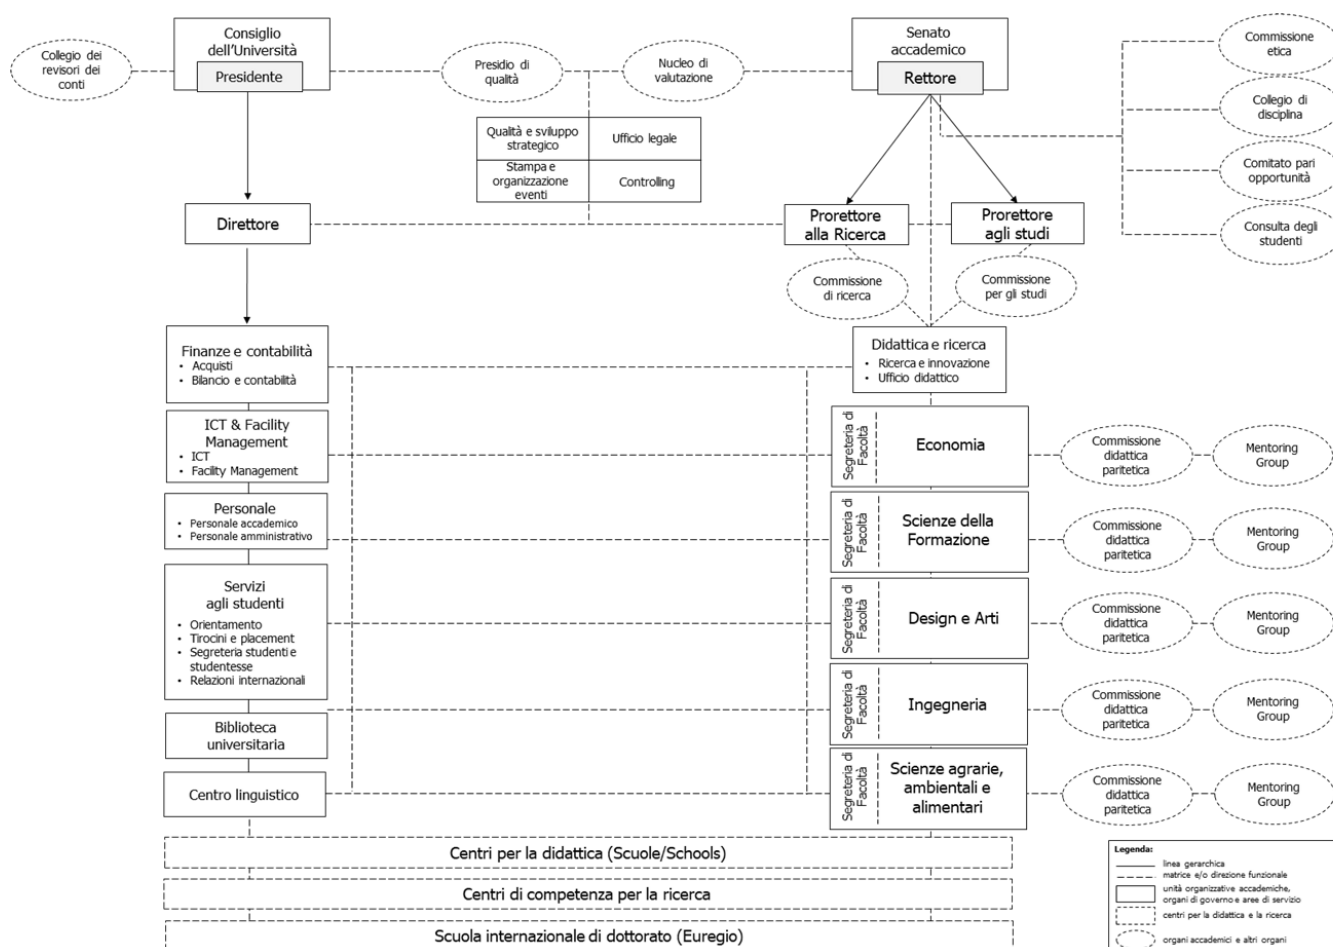 Consiglio
dell'Università
Presidente
Collegio dei
revisori dei
conti
Presidio di
qualità
Nucleo di
valutazione
Senato
accademico
Rettore
Commissione
etica
Collegio di
disciplina
Comitato pari
opportunità
Consulta degli
studenti
Qualità e sviluppo
strategico
Ufficio legale
Stampa e
organizzazione
eventi
Controlling
Direttore
Prorettore
alla Ricerca
Prorettore
agli studi
Commissione
di ricerca
Commissione
per gli studi
Finanze e contabilità
• Acquisti
• Bilancio e contabilità
Didattica e ricerca
• Ricerca e innovazione
• Ufficio didattico
ICT & Facility
Management
• ICT
• Facility Management
Segreteria di
Facoltà
Economia
Commissione
didattica
paritetica
Mentoring
Group
Personale
• Personale accademico
• Personale amministrativo
Segreteria di
Facoltà
Scienze della
Formazione
Commissione
didattica
paritetica
Mentoring
Group
Servizi
agli studenti
• Orientamento
• Tirocini e placement
• Segreteria studenti e
studentesse
• Relazioni internazionali
Segreteria di
Facoltà
Design e Arti
Commissione
didattica
paritetica
Mentoring
Group
Biblioteca
universitaria
Segreteria di
Facoltà
Ingegneria
Commissione
didattica
paritetica
Mentoring
Group
Centro linguistico
Segreteria di
Facoltà
Scienze agrarie,
ambientali e
alimentari
Commissione
didattica
paritetica
Mentoring
Group
Centri per la didattica (Scuole/Schools)
Centri di competenza per la ricerca
Scuola internazionale di dottorato (Euregio)
Legenda:
linea gerarchica
matrice e/o direzione funzionale
unità organizzative accademiche,
organi di governo e aree di servizio
centri per la didattica e la ricerca
organi accademici e altri organi